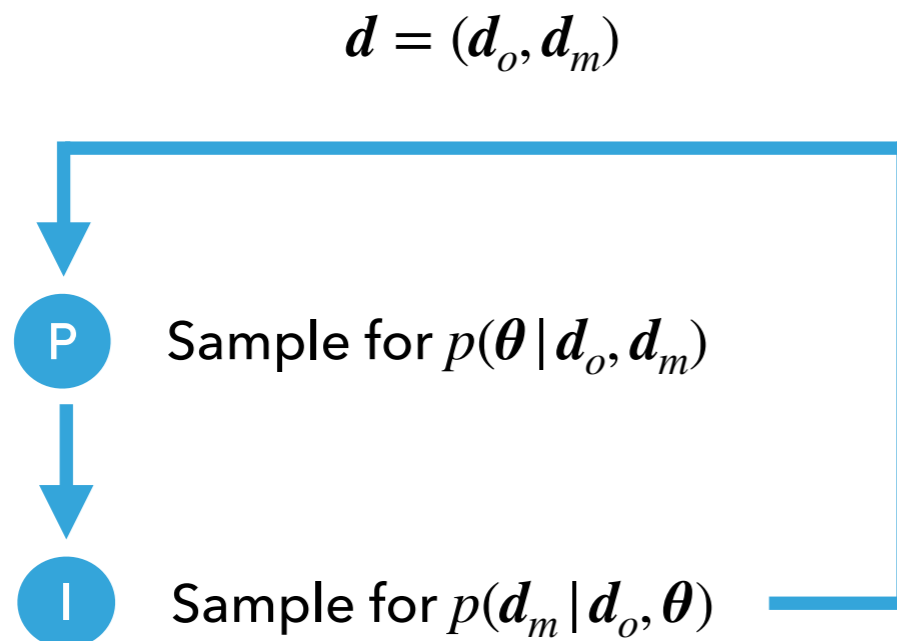 d = (d_o, d_m)
P Sample for p(θ | d_o, d_m)
I Sample for p(d_m | d_o, θ)